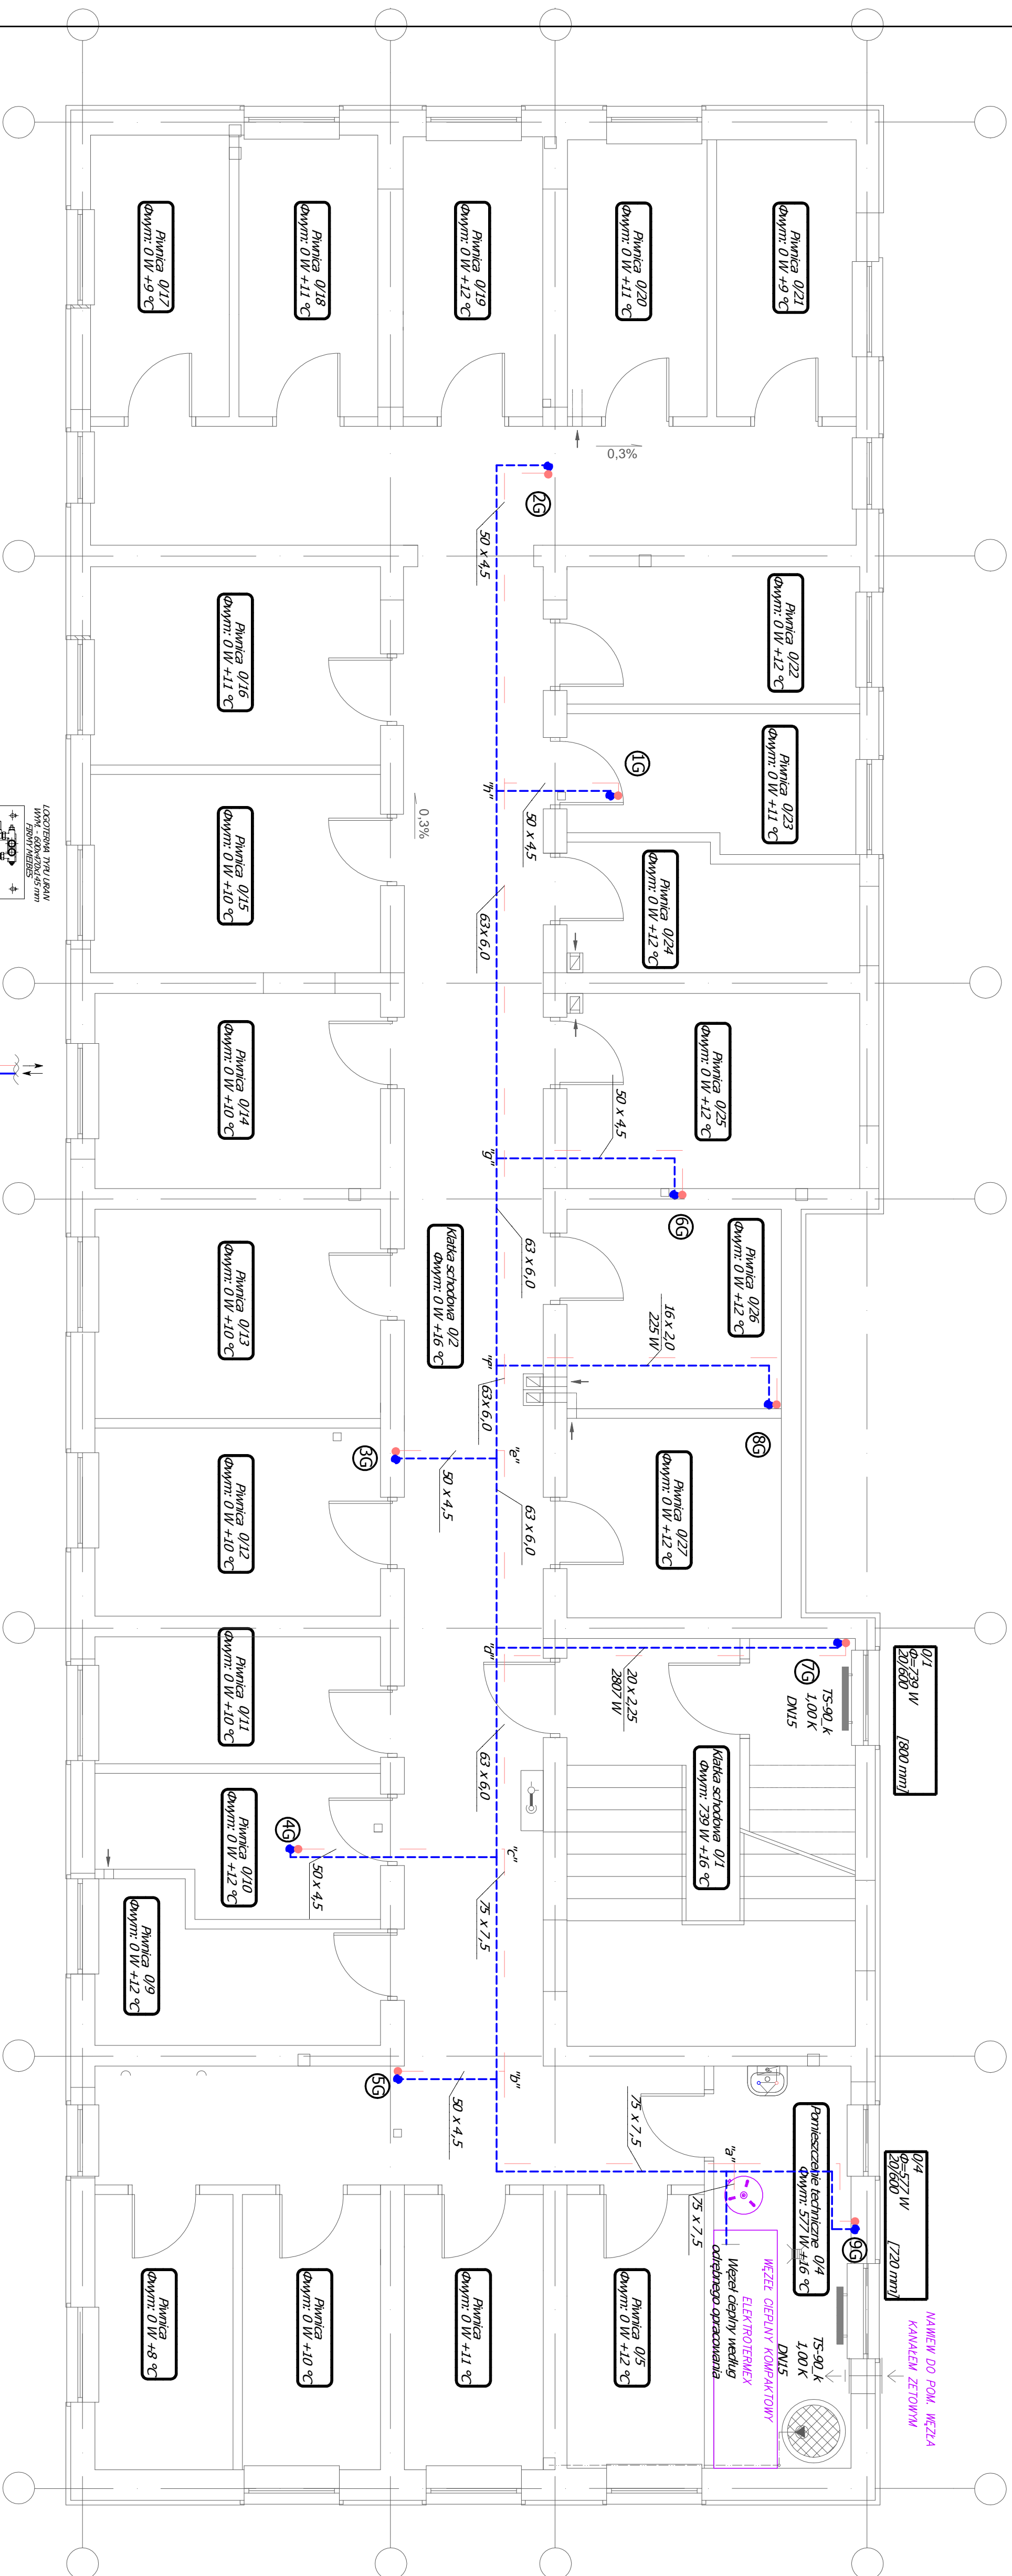 Piwnica 0/17
Φwym: 0 W +9 °C
Piwnica 0/18
Φwym: 0 W +11 °C
Piwnica 0/19
Φwym: 0 W +12 °C
Piwnica 0/20
Φwym: 0 W +11 °C
Piwnica 0/21
Φwym: 0 W +9 °C
0,3%
2G
50 x 4,5
Piwnica 0/16
Φwym: 0 W +11 °C
Piwnica 0/22
Φwym: 0 W +12 °C
Piwnica 0/23
Φwym: 0 W +11 °C
1G
"h"
50 x 4,5
0,3%
LOGOTERMA TYPU URAN
WYM. - 600x470x145 mm
FIRMY MEIBES
Piwnica 0/15
Φwym: 0 W +10 °C
Piwnica 0/24
Φwym: 0 W +12 °C
63x 6,0
Piwnica 0/14
Φwym: 0 W +10 °C
Piwnica 0/25
Φwym: 0 W +12 °C
50 x 4,5
"g"
6G
Piwnica 0/13
Φwym: 0 W +10 °C
Klatka schodowa 0/2
Φwym: 0 W +16 °C
63 x 6,0
Piwnica 0/26
Φwym: 0 W +12 °C
16 x 2,0
225 W
"f"
63x 6,0
8G
3G
"e"
50 x 4,5
63 x 6,0
Piwnica 0/12
Φwym: 0 W +10 °C
Piwnica 0/27
Φwym: 0 W +12 °C
Piwnica 0/11
Φwym: 0 W +10 °C
"d"
20 x 2,25
2807 W
7G
TS-90_k
1,00 K
DN15
0/1
Φ=739 W
20/600
[800 mm]
63 x 6,0
Klatka schodowa 0/1
Φwym: 739 W +16 °C
Piwnica 0/10
Φwym: 0 W +12 °C
4G
50 x 4,5
"c"
75 x 7,5
Piwnica 0/9
Φwym: 0 W +12 °C
5G
"b"
50 x 4,5
75 x 7,5
"a"
75 x 7,5
Pomieszczenie techniczne 0/4
Φwym: 577 W +16 °C
9G
0/4
Φ=577 W
20/600
[720 mm]
Piwnica
Φwym: 0 W +8 °C
Piwnica
Φwym: 0 W +10 °C
Piwnica
Φwym: 0 W +11 °C
Piwnica 0/5
Φwym: 0 W +12 °C
WĘZEŁ CIEPLNY KOMPAKTOWY
ELEKTROTERMEX
Węzeł cieplny według
odrębnego opracowania
TS-90_k
1,00 K
DN15
NAWIEW DO POM. WĘZŁA
KANAŁEM ZETOWYM